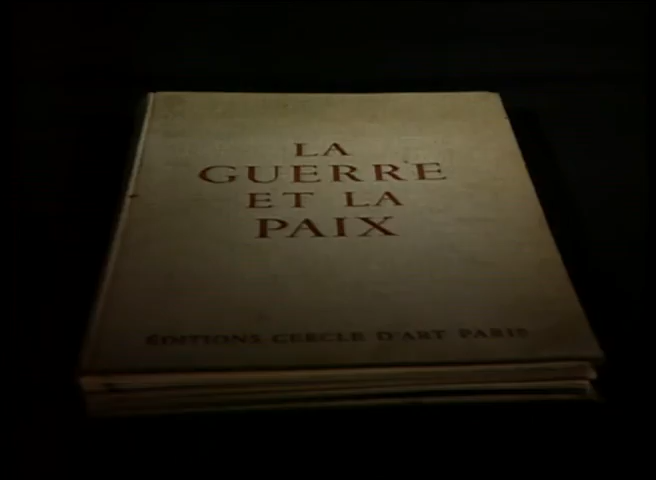 LA
GUERRE
ET LA
PAIX
ÉDITIONS CERCLE D'ART PARIS